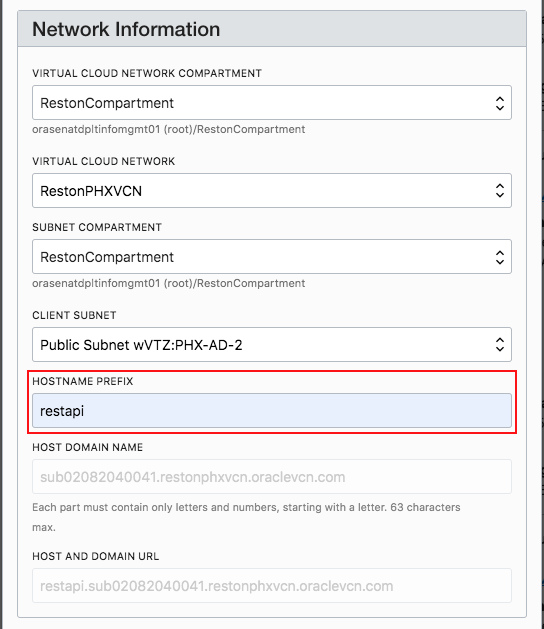 Network Information
VIRTUAL CLOUD NETWORK COMPARTMENT
RestonCompartment
orasenatdpltinfomgmt01 (root)/RestonCompartment
VIRTUAL CLOUD NETWORK
RestonPHXVCN
SUBNET COMPARTMENT
RestonCompartment
orasenatdpltinfomgmt01 (root)/RestonCompartment
CLIENT SUBNET
Public Subnet wVTZ:PHX-AD-2
HOSTNAME PREFIX
restapi
HOST DOMAIN NAME
sub02082040041.restonphxvcn.oraclevcn.com
Each part must contain only letters and numbers, starting with a letter. 63 characters
max.
HOST AND DOMAIN URL
restapi.sub02082040041.restonphxvcn.oraclevcn.com